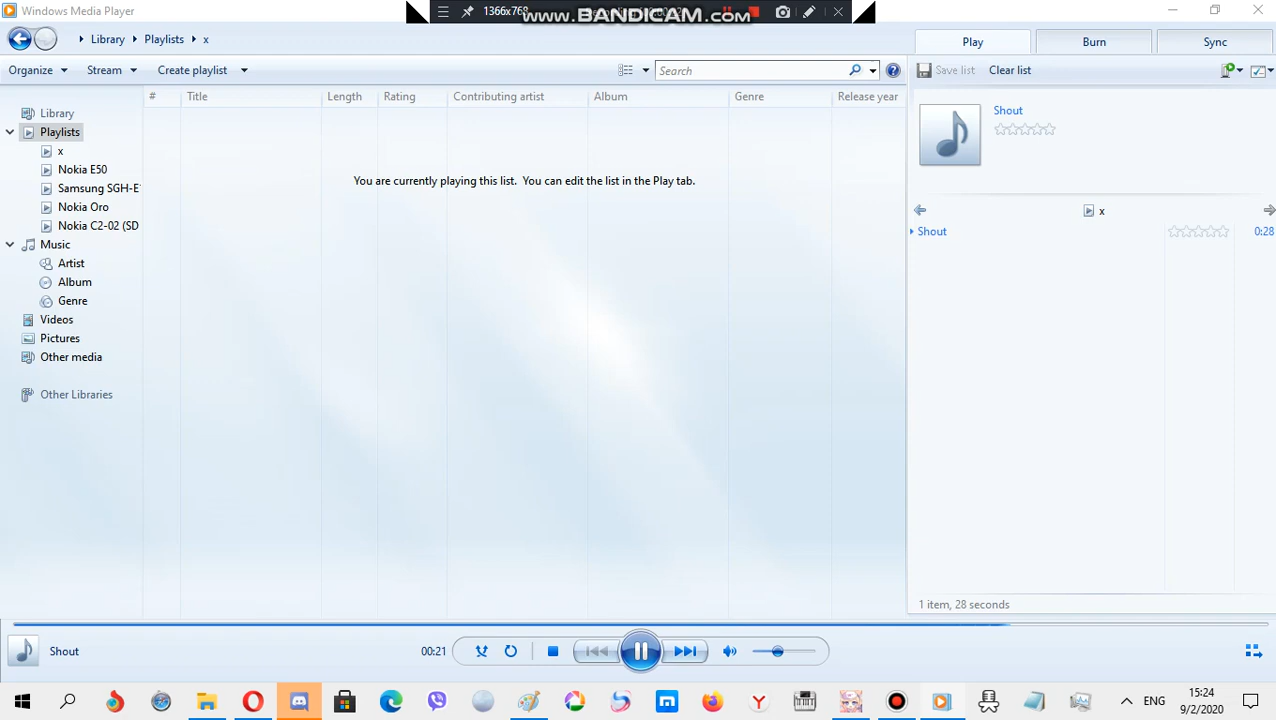 Windows Media Player
1366x768
www.BANDICAM.com
Library
Playlists
x
Play
Burn
Sync
Organize
Stream
Create playlist
Search
Save list
Clear list
#
Title
Length
Rating
Contributing artist
Album
Genre
Release year
Library
Playlists
x
Nokia E50
Samsung SGH-E
Nokia Oro
Nokia C2-02 (SD
Music
Artist
Album
Genre
Videos
Pictures
Other media
Other Libraries
You are currently playing this list. You can edit the list in the Play tab.
Shout
x
Shout
0:28
1 item, 28 seconds
Shout
00:21
ENG
15:24
9/2/2020